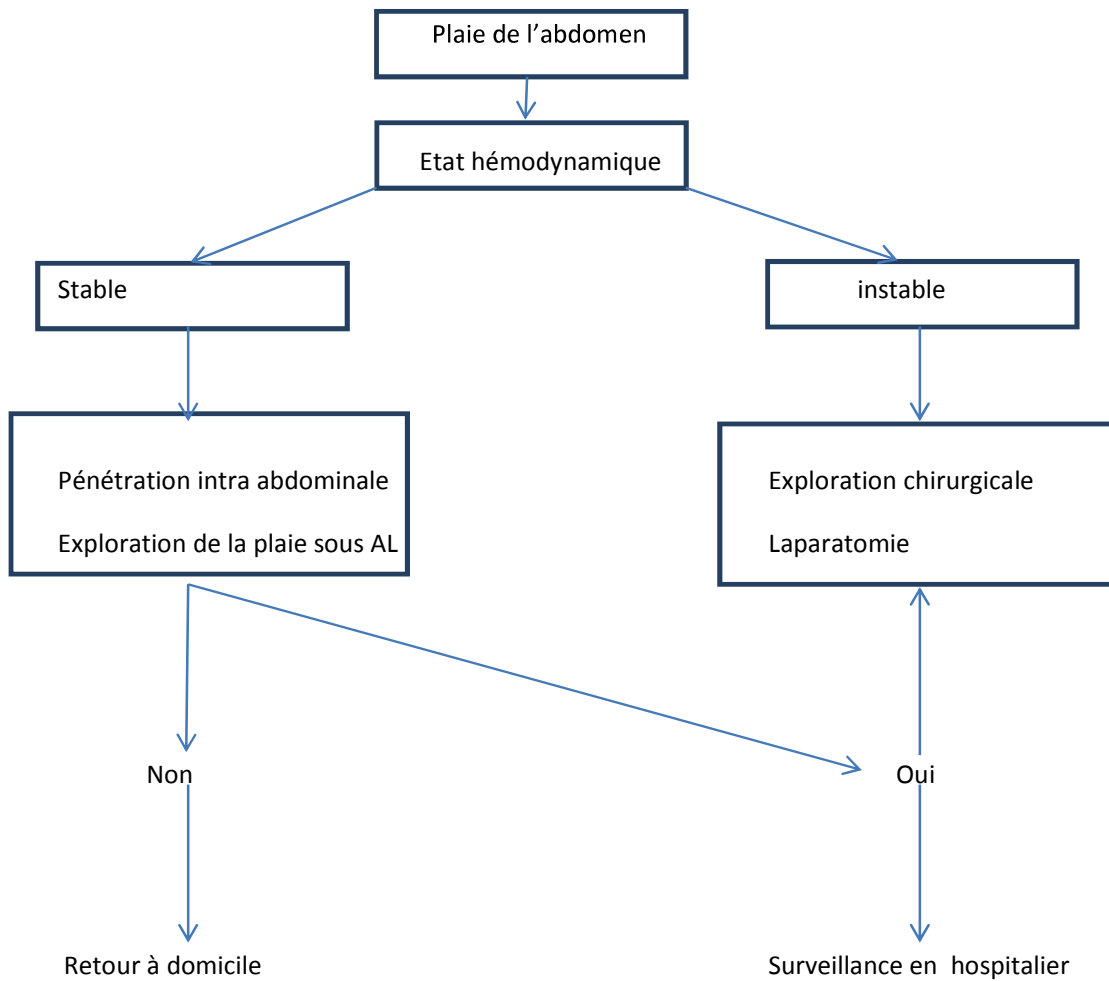 Plaie de l’abdomen
Etat hémodynamique
Stable
instable
Pénétration intra abdominale
Exploration de la plaie sous AL
Exploration chirurgicale
Laparatomie
Non
Oui
Retour à domicile
Surveillance en hospitalier